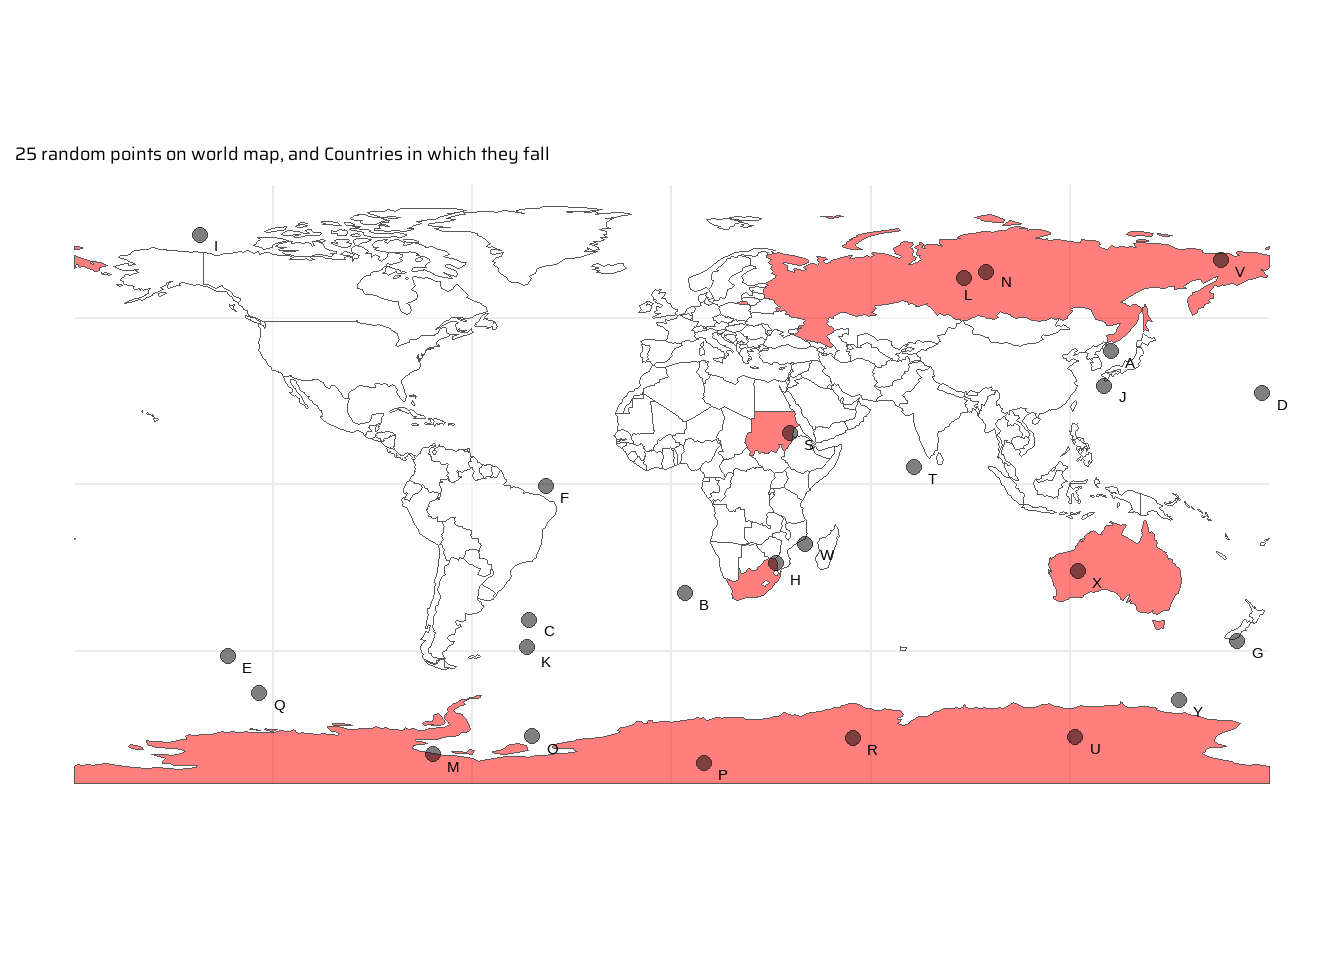 25 random points on world map, and Countries in which they fall
I
V
N
L
A
J
D
S
T
F
W
H
X
B
C
G
K
E
Q
Y
O
R
U
M
P